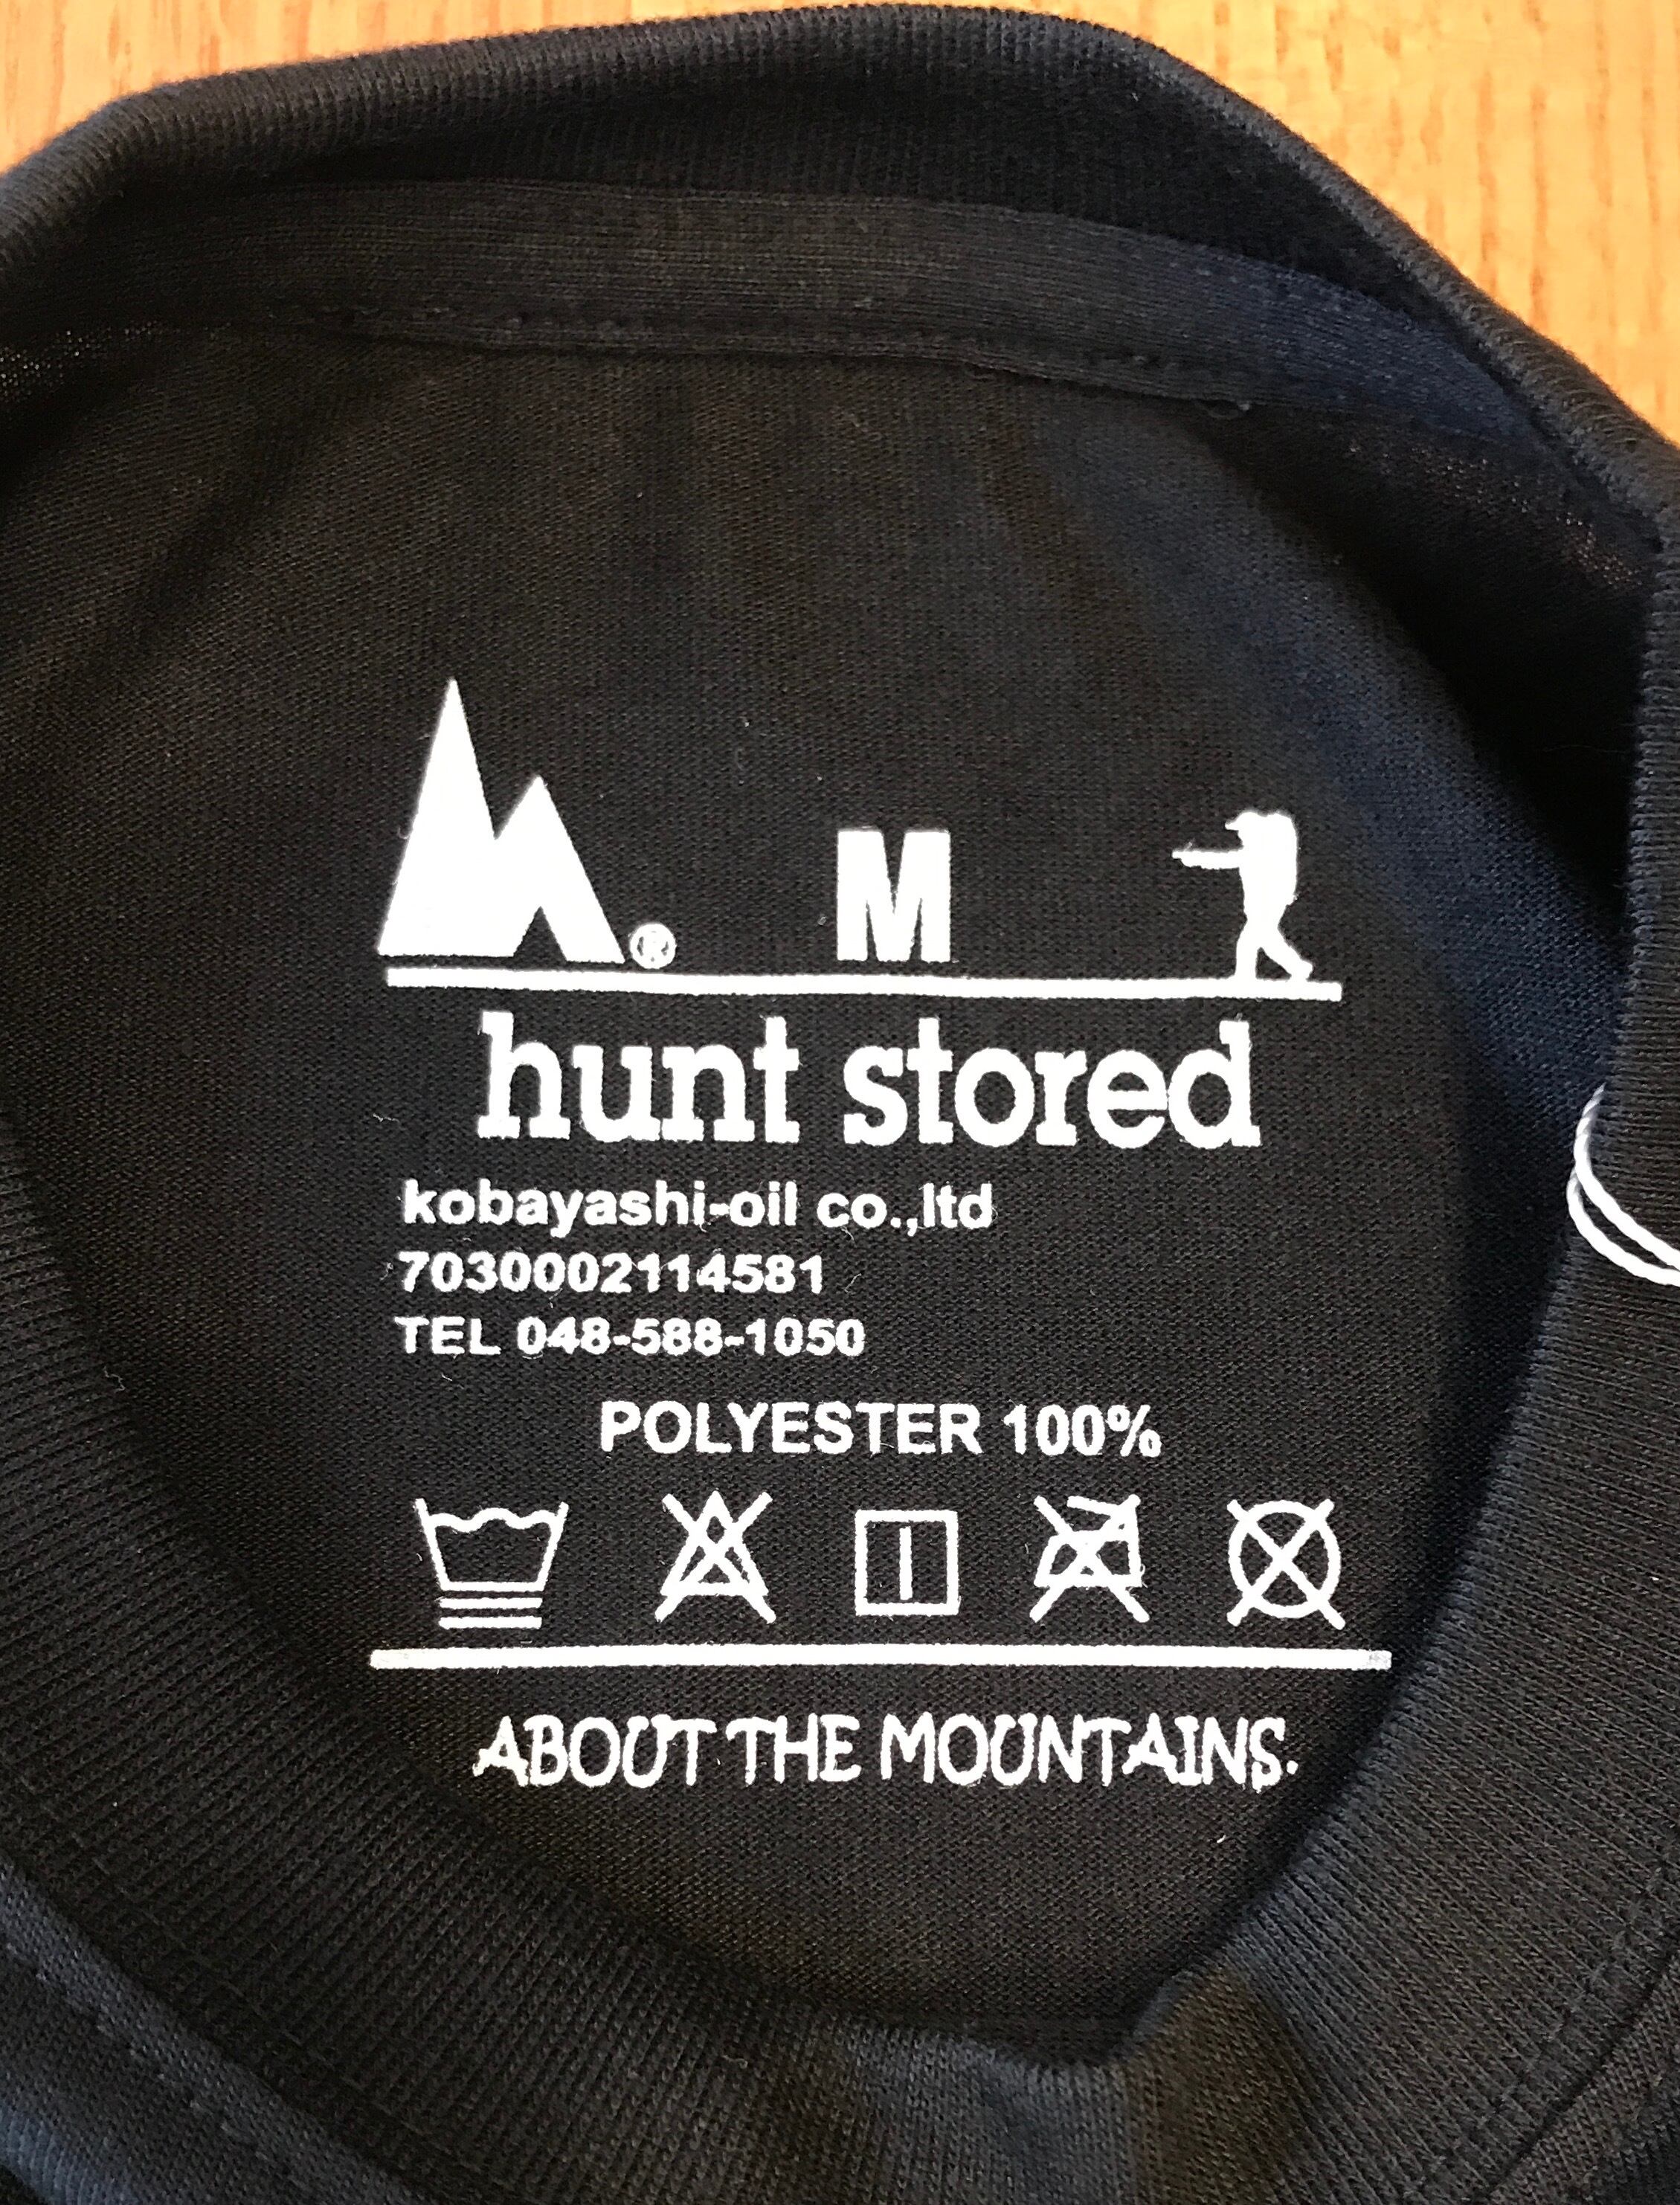 ®
M
hunt stored
kobayashi-oil co.,ltd
7030002114581
TEL 048-588-1050
POLYESTER 100%
ABOUT THE MOUNTAINS.